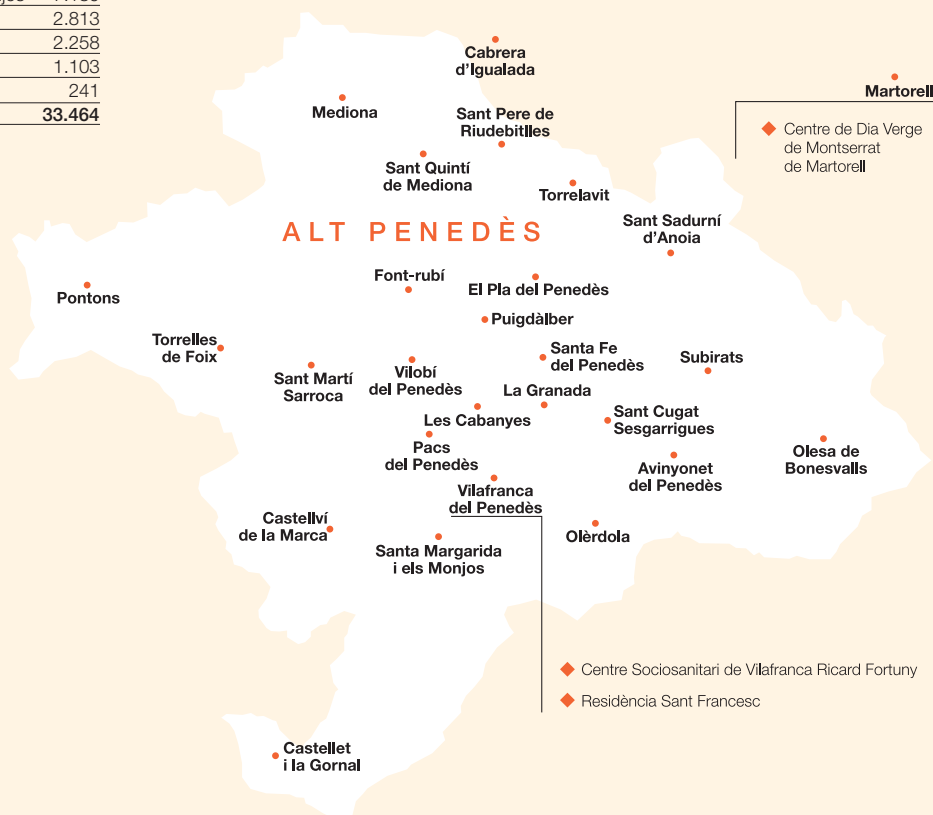 2.813
2.258
1.103
241
33.464
Cabrera
d'Igualada
Martorell
Mediona
Sant Pere de
Riudebitlles
Centre de Dia Verge
de Montserrat
de Martorell
Sant Quintí
de Mediona
Torrelavit
Sant Sadurní
d'Anoia
ALT PENEDÈS
Font-rubí
El Pla del Penedès
Pontons
Puigdàlber
Torrelles
de Foix
Santa Fe
del Penedès
Subirats
Sant Martí
Sarroca
Vilobí
del Penedès
La Granada
Les Cabanyes
Sant Cugat
Sesgarrigues
Pacs
del Penedès
Olesa de
Bonesvalls
Avinyonet
del Penedès
Vilafranca
del Penedès
Castellví
de la Marca
Olèrdola
Santa Margarida
i els Monjos
Centre Sociosanitari de Vilafranca Ricard Fortuny
Residència Sant Francesc
Castellet
i la Gornal